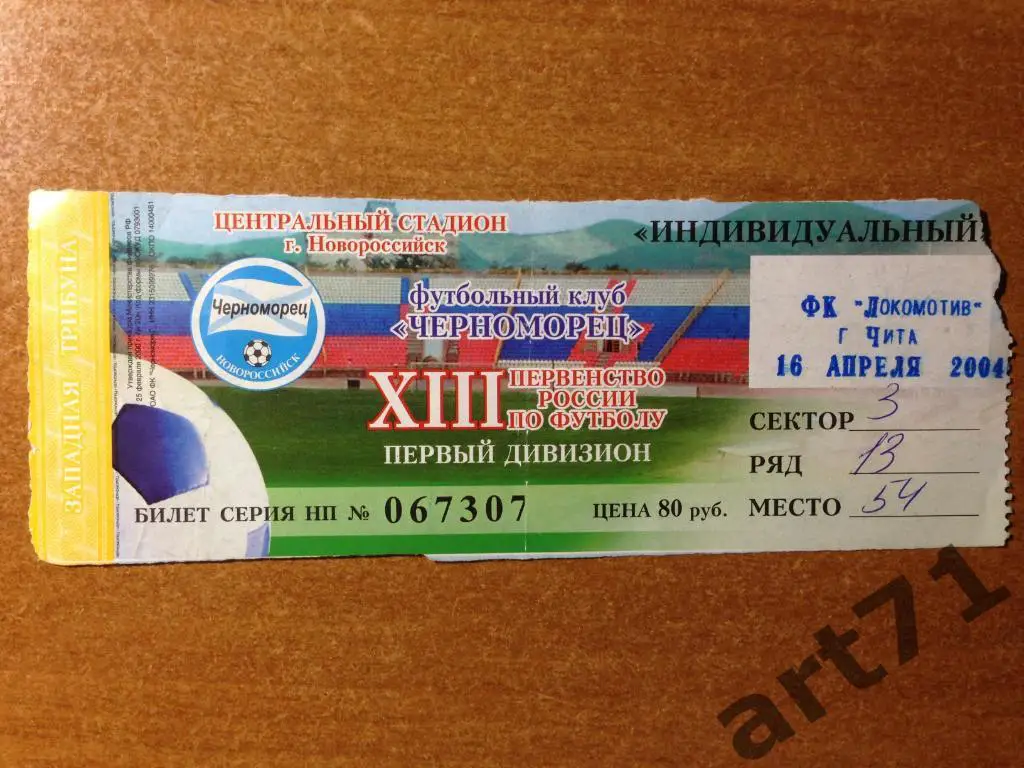 ЗАПАДНАЯ ТРИБУНА
ЦЕНТРАЛЬНЫЙ СТАДИОН
г. Новороссийск
Черноморец
НОВОРОССИЙСК
футбольный клуб
«ЧЕРНОМОРЕЦ»
XIII ПЕРВЕНСТВО
РОССИИ
ПО ФУТБОЛУ
ПЕРВЫЙ ДИВИЗИОН
БИЛЕТ СЕРИЯ НП № 067307
ЦЕНА 80 руб.
«ИНДИВИДУАЛЬНЫЙ»
ФК "ЛОКОМОТИВ"
г ЧИТА
16 АПРЕЛЯ 2004
СЕКТОР 3
РЯД 13
МЕСТО 54
art71